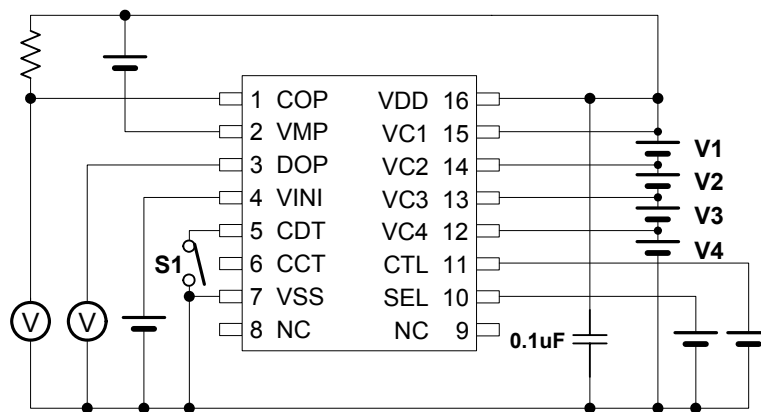 1 COP VDD 16
2 VMP VC1 15
3 DOP VC2 14
4 VINI VC3 13
5 CDT VC4 12
6 CCT CTL 11
7 VSS SEL 10
8 NC NC 9
V1
V2
V3
V4
S1
V
V
0.1uF